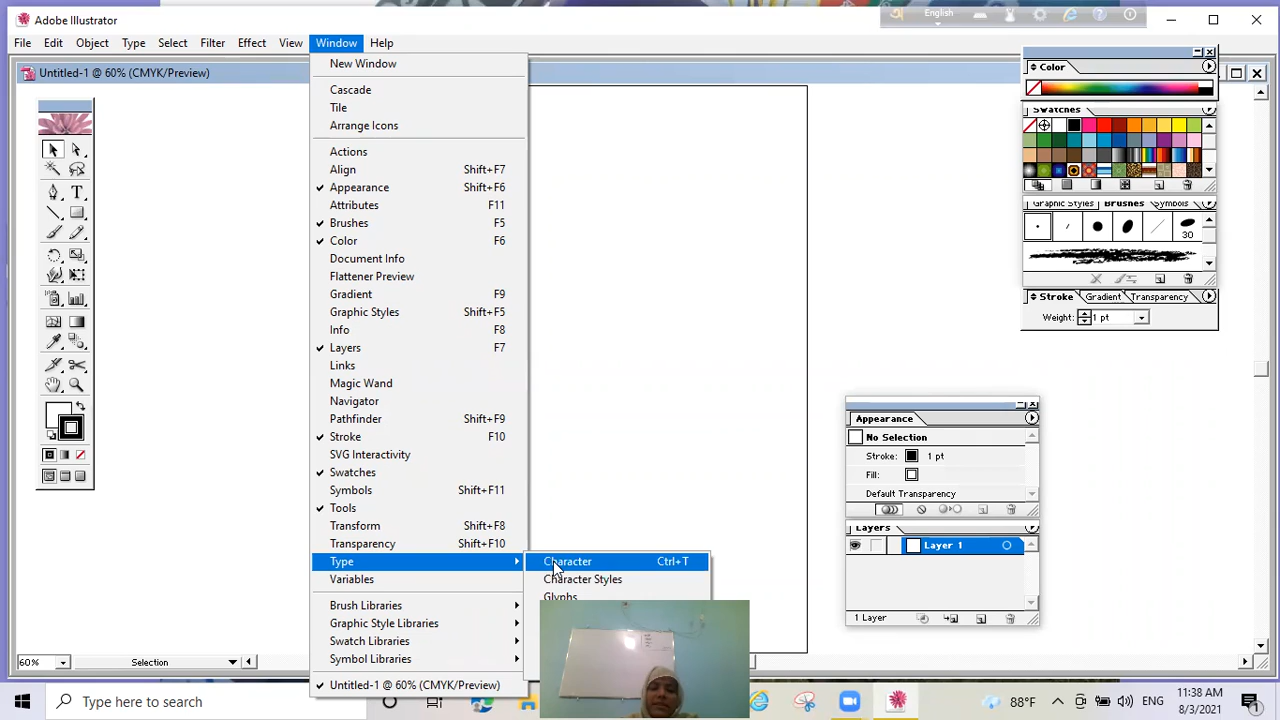 Adobe Illustrator
English
File Edit Object Type Select Filter Effect View Window Help
Untitled-1 @ 60% (CMYK/Preview)
New Window
Cascade
Tile
Arrange Icons
Actions
Align Shift+F7
Appearance Shift+F6
Attributes F11
Brushes F5
Color F6
Document Info
Flattener Preview
Gradient F9
Graphic Styles Shift+F5
Info F8
Layers F7
Links
Magic Wand
Navigator
Pathfinder Shift+F9
Stroke F10
SVG Interactivity
Swatches
Symbols Shift+F11
Tools
Transform Shift+F8
Transparency Shift+F10
Type
Variables
Brush Libraries
Graphic Style Libraries
Swatch Libraries
Symbol Libraries
Untitled-1 @ 60% (CMYK/Preview)
Character Ctrl+T
Character Styles
Glyphs
Color
Swatches
Graphic Styles Brushes Symbols
30
Stroke Gradient Transparency
Weight: 1 pt
Appearance
No Selection
Stroke: 1 pt
Fill:
Default Transparency
Layers
Layer 1
1 Layer
60% Selection
Type here to search
88°F ENG
11:38 AM
8/3/2021
1